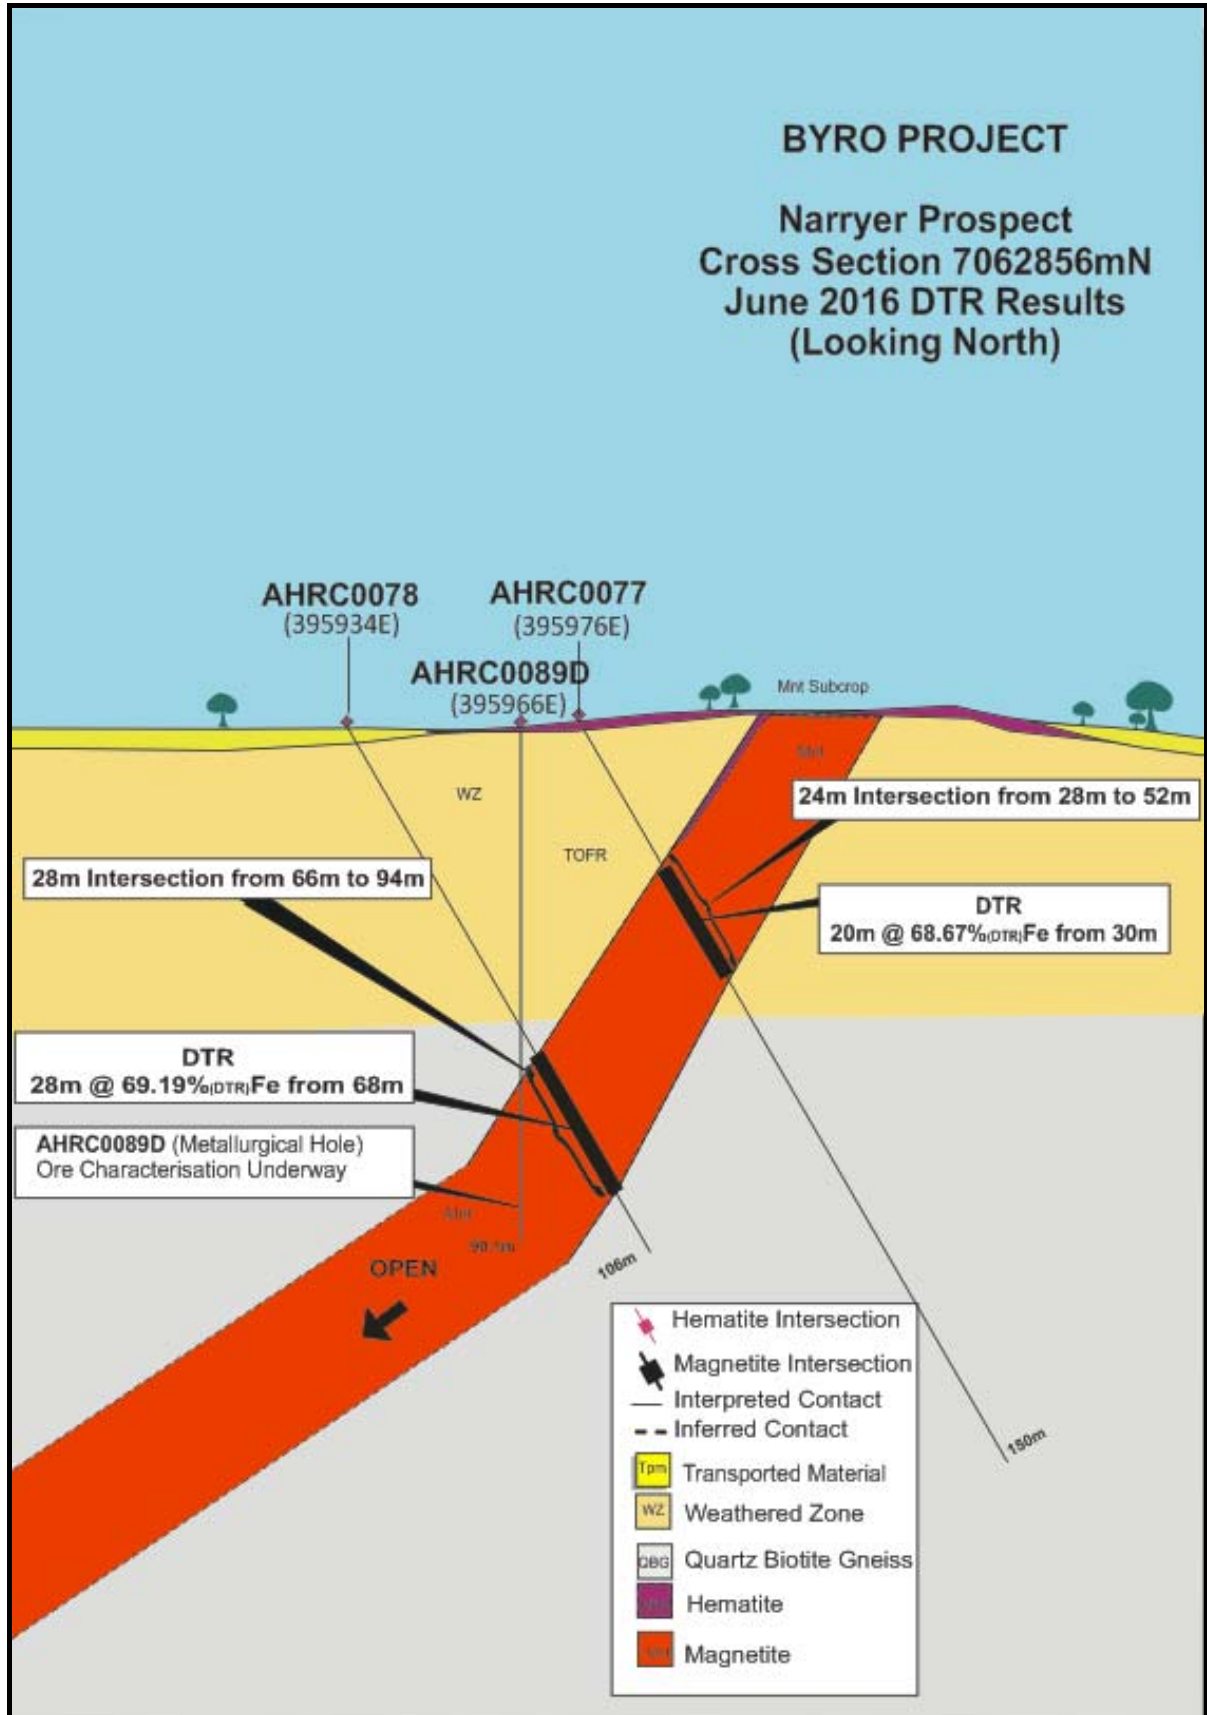 BYRO PROJECT
Narryer Prospect
Cross Section 7062856mN
June 2016 DTR Results
(Looking North)
AHRC0078
(395934E)
AHRC0077
(395976E)
AHRC0089D
(395966E)
Mnt Subcrop
WZ
24m Intersection from 28m to 52m
TOFR
28m Intersection from 66m to 94m
DTR
20m @ 68.67%(DTR)Fe from 30m
DTR
28m @ 69.19%(DTR)Fe from 68m
AHRC0089D (Metallurgical Hole)
Ore Characterisation Underway
OPEN
106m
Hematite Intersection
Magnetite Intersection
Interpreted Contact
Inferred Contact
Tpm Transported Material
WZ Weathered Zone
QBG Quartz Biotite Gneiss
Hematite
Magnetite